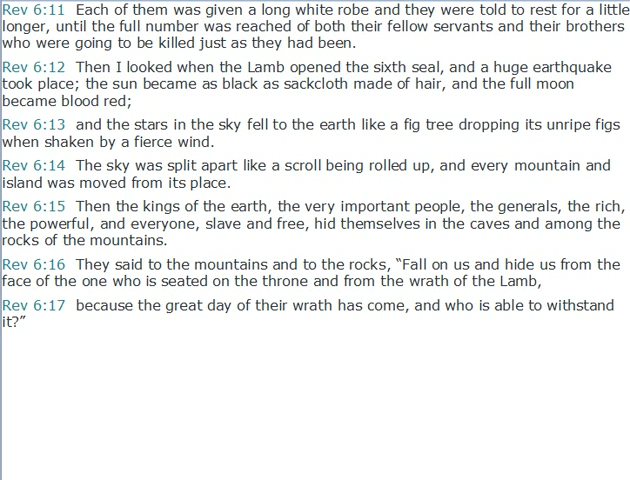 Rev 6:11 Each of them was given a long white robe and they were told to rest for a little
longer, until the full number was reached of both their fellow servants and their brothers
who were going to be killed just as they had been.
Rev 6:12 Then I looked when the Lamb opened the sixth seal, and a huge earthquake
took place; the sun became as black as sackcloth made of hair, and the full moon
became blood red;
Rev 6:13 and the stars in the sky fell to the earth like a fig tree dropping its unripe figs
when shaken by a fierce wind.
Rev 6:14 The sky was split apart like a scroll being rolled up, and every mountain and
island was moved from its place.
Rev 6:15 Then the kings of the earth, the very important people, the generals, the rich,
the powerful, and everyone, slave and free, hid themselves in the caves and among the
rocks of the mountains.
Rev 6:16 They said to the mountains and to the rocks, “Fall on us and hide us from the
face of the one who is seated on the throne and from the wrath of the Lamb,
Rev 6:17 because the great day of their wrath has come, and who is able to withstand
it?”